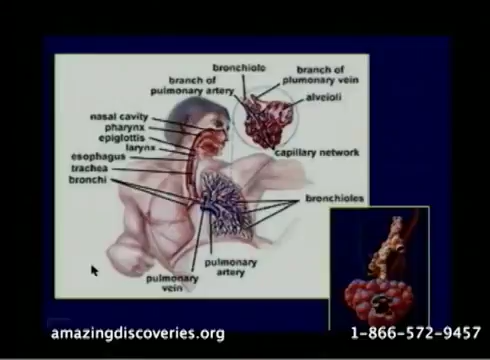 bronchiole
branch of
pulmonary artery
branch of
plumonary vein
alveioli
nasal cavity
pharynx
epiglottis
larynx
esophagus
trachea
bronchi
capillary network
bronchioles
pulmonary
artery
pulmonary
vein
amazingdiscoveries.org
1-866-572-9457